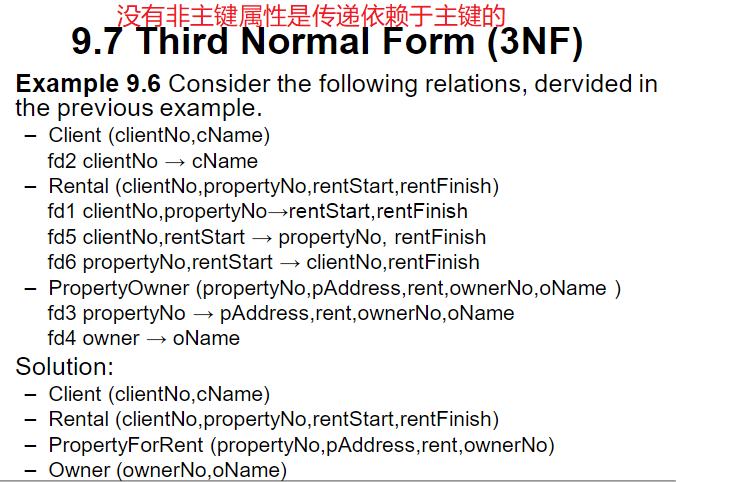 没有非主键属性是传递依赖于主键的
9.7 Third Normal Form (3NF)
Example 9.6 Consider the following relations, dervided in
the previous example.
– Client (clientNo,cName)
fd2 clientNo → cName
– Rental (clientNo,propertyNo,rentStart,rentFinish)
fd1 clientNo,propertyNo→rentStart,rentFinish
fd5 clientNo,rentStart → propertyNo, rentFinish
fd6 propertyNo,rentStart → clientNo,rentFinish
– PropertyOwner (propertyNo,pAddress,rent,ownerNo,oName )
fd3 propertyNo → pAddress,rent,ownerNo,oName
fd4 owner → oName
Solution:
– Client (clientNo,cName)
– Rental (clientNo,propertyNo,rentStart,rentFinish)
– PropertyForRent (propertyNo,pAddress,rent,ownerNo)
– Owner (ownerNo,oName)